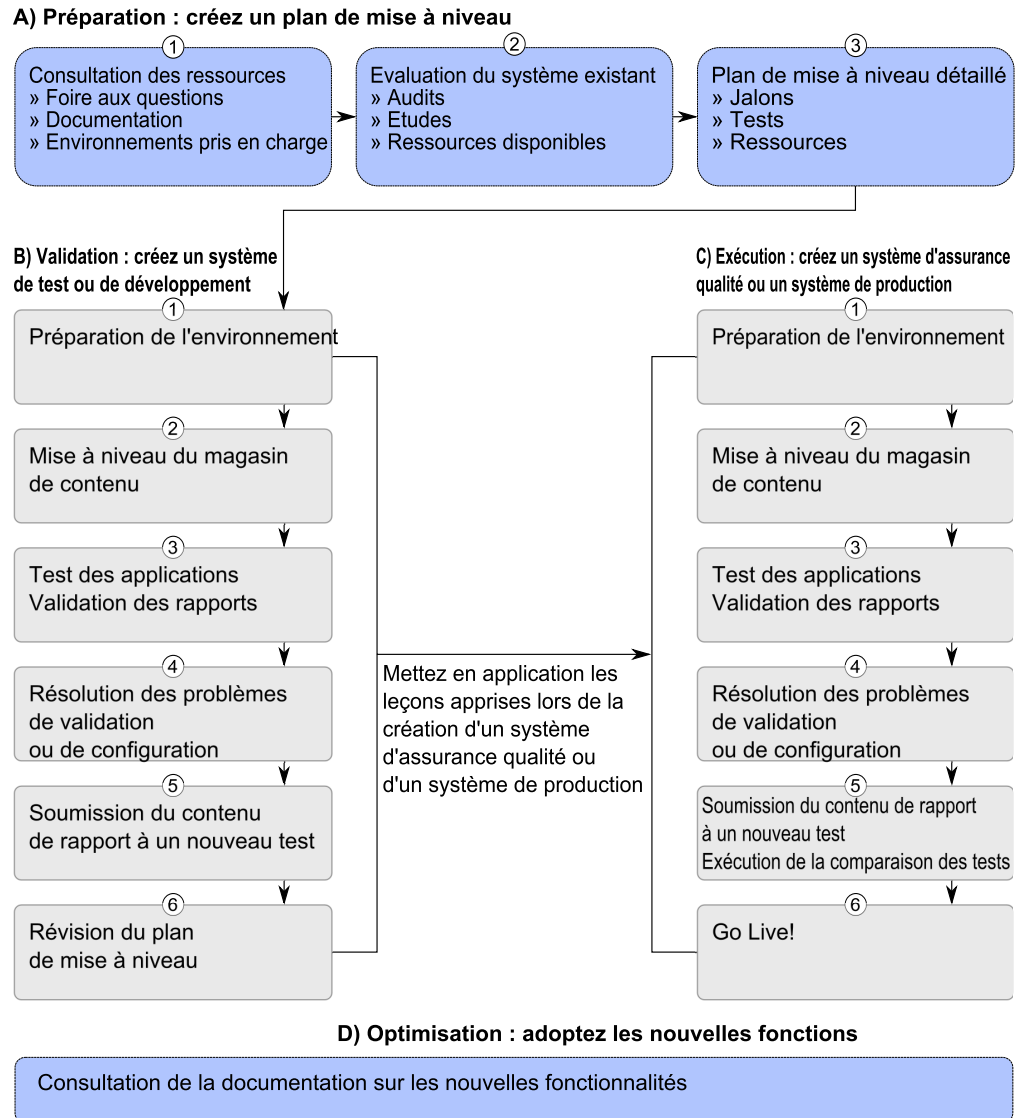 A) Préparation : créez un plan de mise à niveau
1
Consultation des ressources
» Foire aux questions
» Documentation
» Environnements pris en charge
2
Evaluation du système existant
» Audits
» Etudes
» Ressources disponibles
3
Plan de mise à niveau détaillé
» Jalons
» Tests
» Ressources
B) Validation : créez un système
de test ou de développement
1
Préparation de l'environnement
2
Mise à niveau du magasin
de contenu
3
Test des applications
Validation des rapports
4
Résolution des problèmes
de validation
ou de configuration
5
Soumission du contenu
de rapport à un nouveau test
6
Révision du plan
de mise à niveau
Mettez en application les
leçons apprises lors de la
création d'un système
d'assurance qualité ou
d'un système de production
C) Exécution : créez un système d'assurance
qualité ou un système de production
1
Préparation de l'environnement
2
Mise à niveau du magasin
de contenu
3
Test des applications
Validation des rapports
4
Résolution des problèmes
de validation
ou de configuration
5
Soumission du contenu de rapport
à un nouveau test
Exécution de la comparaison des tests
6
Go Live!
D) Optimisation : adoptez les nouvelles fonctions
Consultation de la documentation sur les nouvelles fonctionnalités